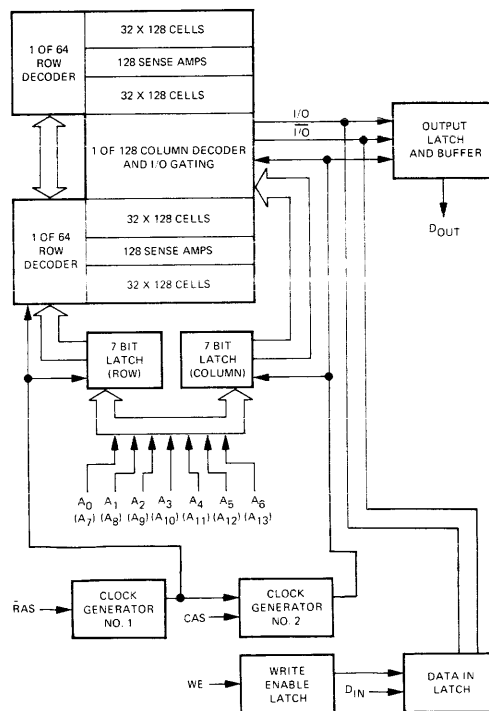 1 OF 64
ROW
DECODER
32 X 128 CELLS
128 SENSE AMPS
32 X 128 CELLS
1 OF 128 COLUMN DECODER
AND I/O GATING
I/O
I/O
OUTPUT
LATCH
AND BUFFER
DOUT
1 OF 64
ROW
DECODER
32 X 128 CELLS
128 SENSE AMPS
32 X 128 CELLS
7 BIT
LATCH
(ROW)
7 BIT
LATCH
(COLUMN)
A0 A1 A2 A3 A4 A5 A6
(A7) (A8) (A9) (A10) (A11) (A12) (A13)
RAS
CLOCK
GENERATOR
NO. 1
CAS
CLOCK
GENERATOR
NO. 2
WE
WRITE
ENABLE
LATCH
DIN
DATA IN
LATCH